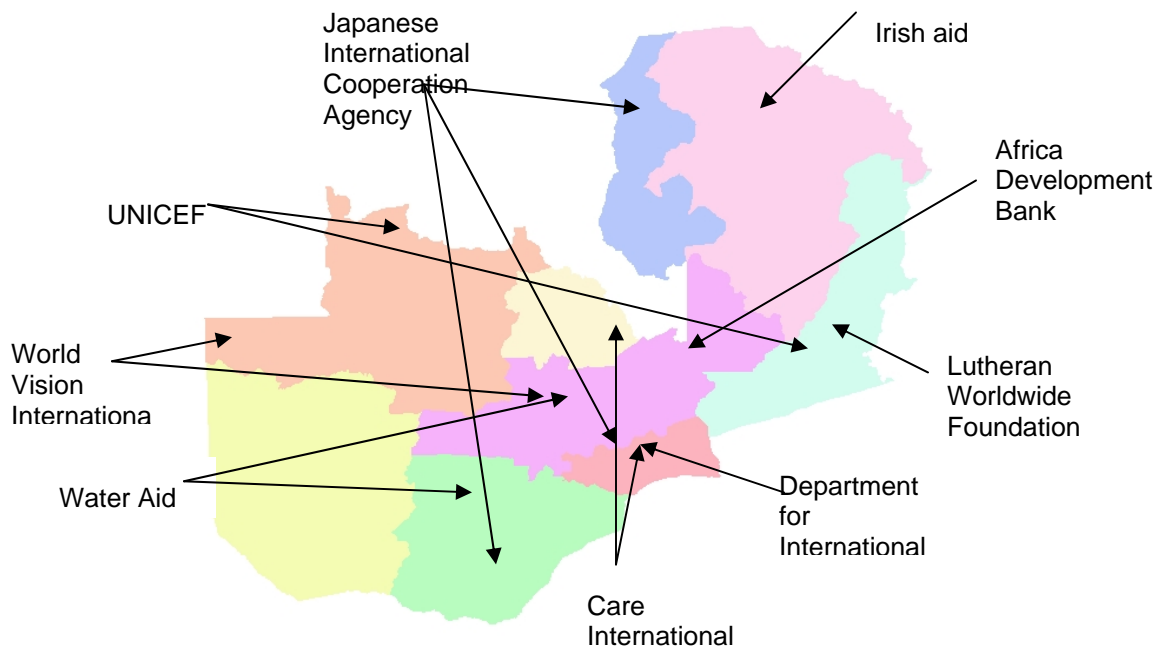 Japanese
International
Cooperation
Agency
Irish aid
Africa
Development
Bank
UNICEF
World
Vision
Internationa
Lutheran
Worldwide
Foundation
Water Aid
Department
for
International
Care
International